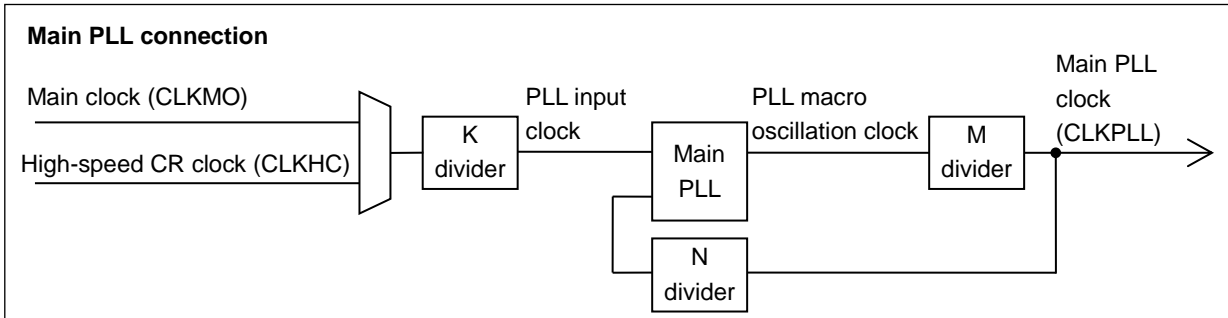 Main PLL connection
Main clock (CLKMO)
High-speed CR clock (CLKHC)
K
divider
PLL input
clock
Main
PLL
PLL macro
oscillation clock
M
divider
Main PLL
clock
(CLKPLL)
N
divider